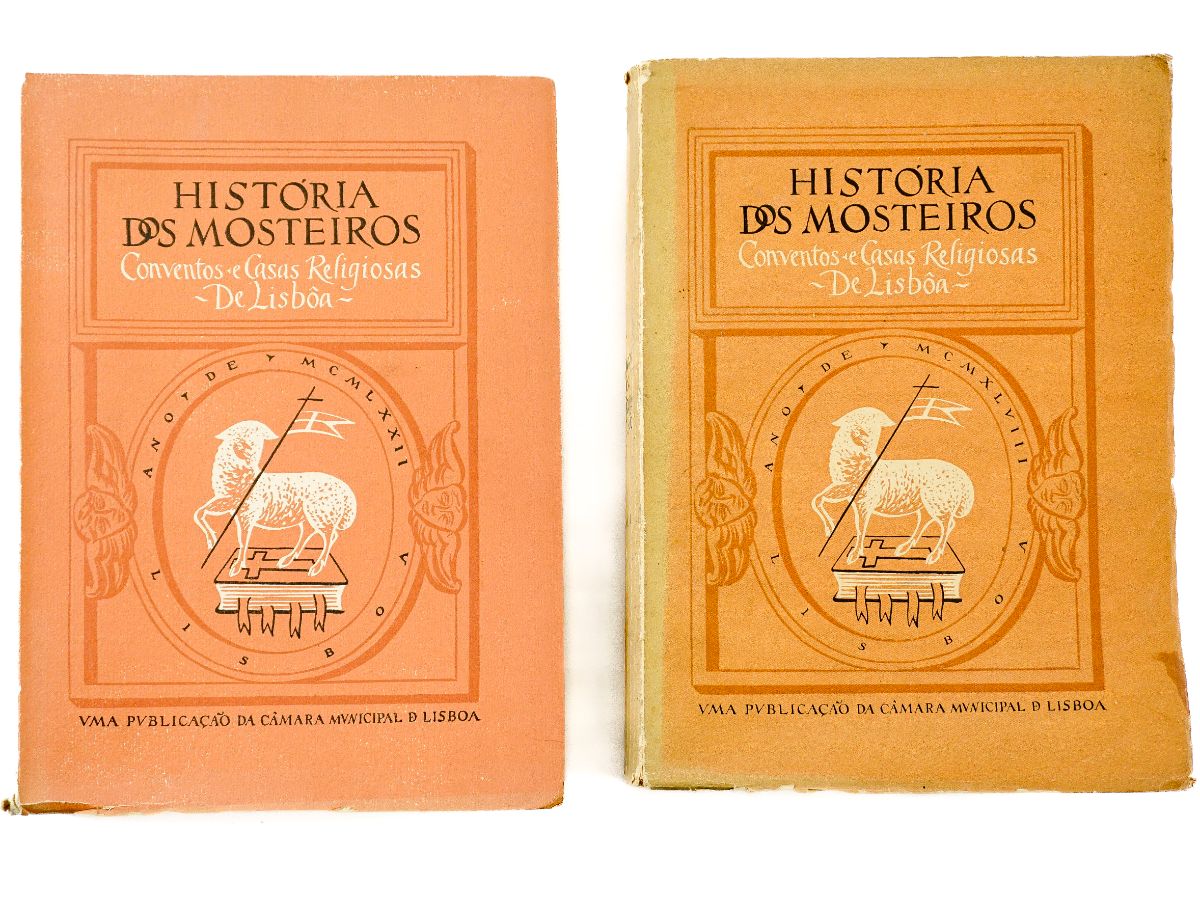 HISTÓRIA
DOS MOSTEIROS
Conventos e Casas Religiosas
~De Lisbôa~
ANO DE MCMLXXII
LISBOA
VMA PVBLICAÇÃO DA CÂMARA MVNICIPAL D LISBOA
HISTÓRIA
DOS MOSTEIROS
Conventos e Casas Religiosas
~De Lisbôa~
ANO DE MCMXLVIII
LISBOA
VMA PVBLICAÇÃO DA CÂMARA MVNICIPAL D LISBOA